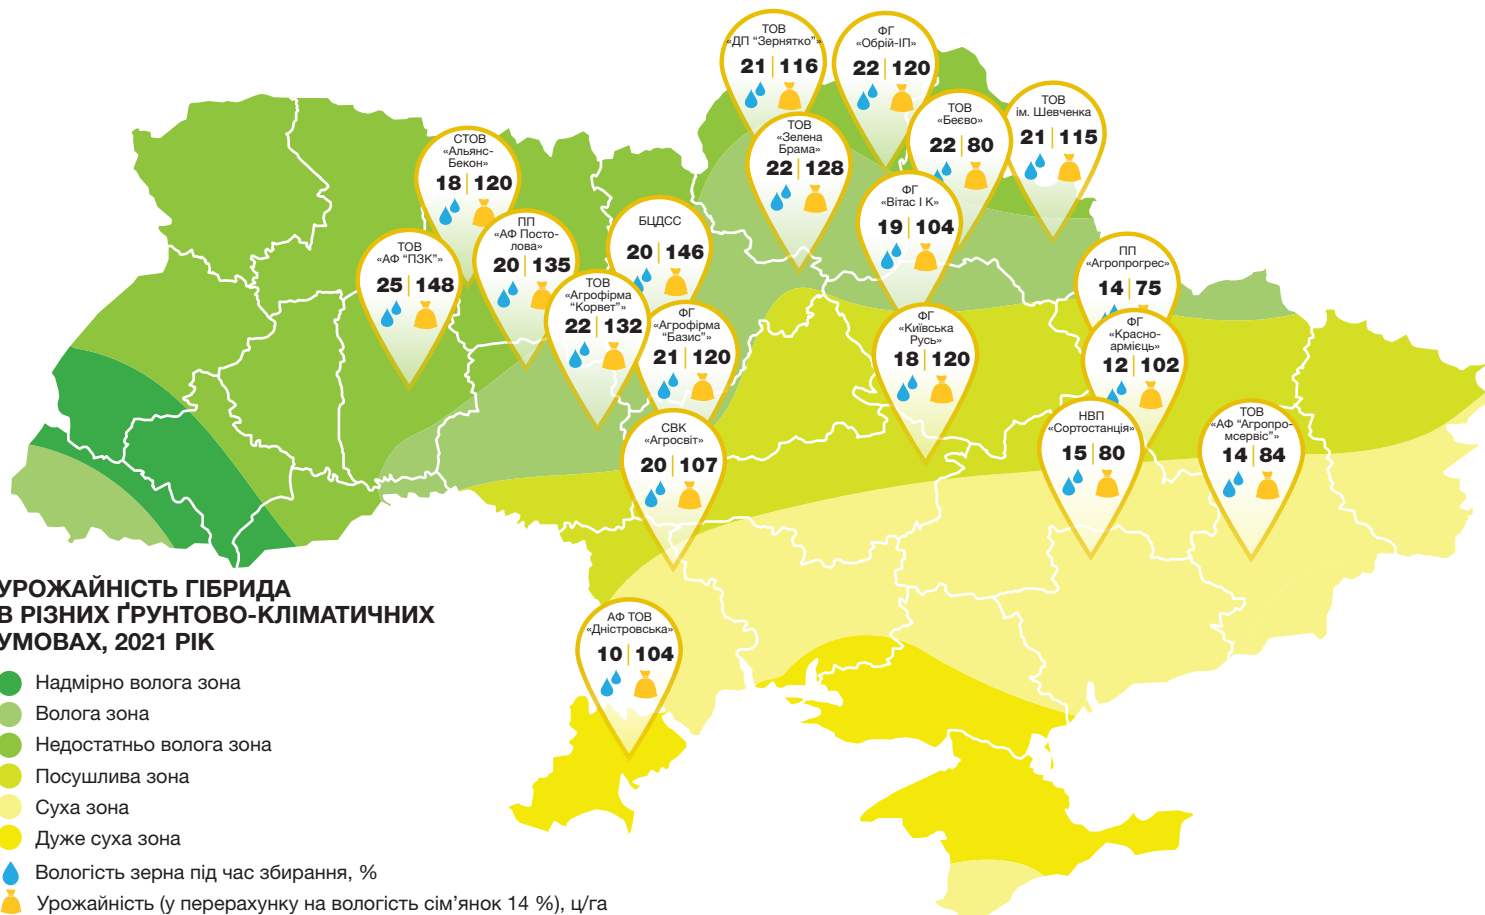 ТОВ
«ДП “Зернятко”»
21 | 116
ФГ
«Обрій-ІП»
22 | 120
ТОВ
«Беєво»
22 | 80
ТОВ
ім. Шевченка
21 | 115
СТОВ
«Альянс-
Бекон»
18 | 120
ТОВ
«Зелена
Брама»
22 | 128
ФГ
«Вітас І К»
19 | 104
ТОВ
«АФ “ПЗК”»
25 | 148
ПП
«АФ Посто-
лова»
20 | 135
БЦДСС
20 | 146
ПП
«Агропрогрес»
14 | 75
ТОВ
«Агрофірма
“Корвет”»
22 | 132
ФГ
«Агрофірма
“Базис”»
21 | 120
ФГ
«Київська
Русь»
18 | 120
ФГ
«Красно-
армієць»
12 | 102
СВК
«Агросвіт»
20 | 107
НВП
«Сортостанція»
15 | 80
ТОВ
«АФ “Агропро-
мсервіс”»
14 | 84
АФ ТОВ
«Дністровська»
10 | 104
УРОЖАЙНІСТЬ ГІБРИДА
В РІЗНИХ ҐРУНТОВО-КЛІМАТИЧНИХ
УМОВАХ, 2021 РІК
Надмірно волога зона
Волога зона
Недостатньо волога зона
Посушлива зона
Суха зона
Дуже суха зона
Вологість зерна під час збирання, %
Урожайність (у перерахунку на вологість сім’янок 14 %), ц/га